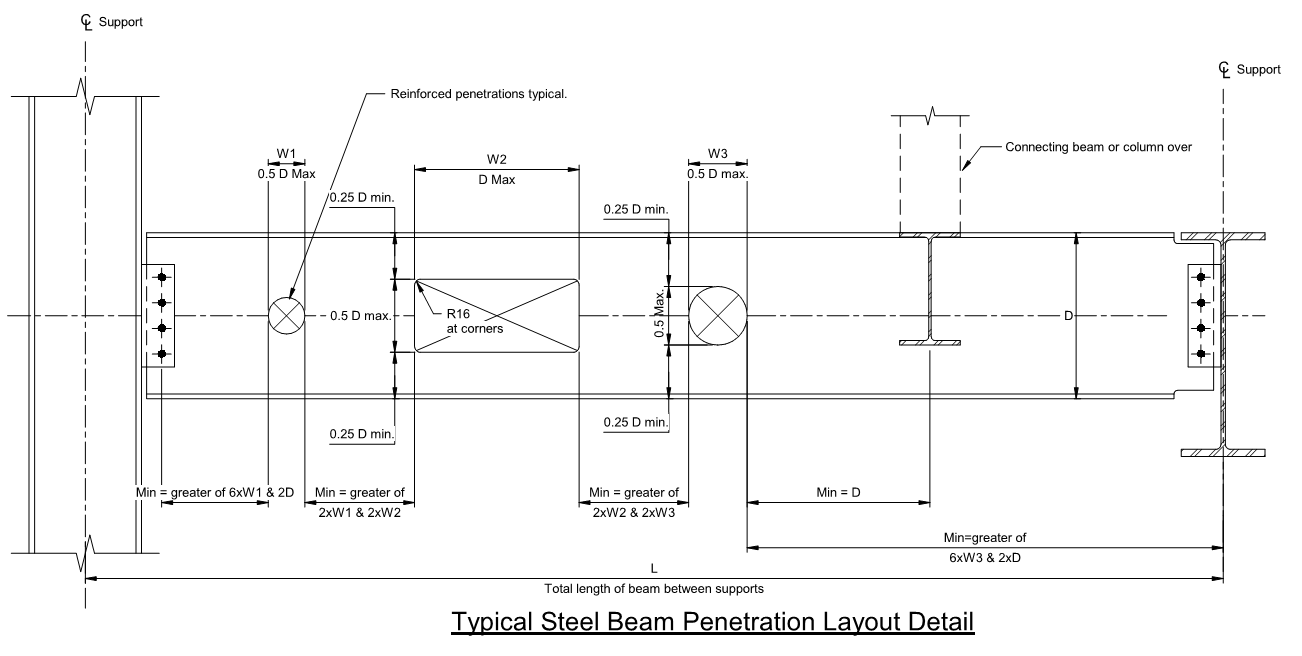 ℄ Support
℄ Support
Reinforced penetrations typical.
Connecting beam or column over
W1
0.5 D Max
W2
D Max
W3
0.5 D max.
0.25 D min.
0.25 D min.
0.5 D max.
R16
at corners
0.5 Max.
D
0.25 D min.
0.25 D min.
Min = greater of 6xW1 & 2D
Min = greater of
2xW1 & 2xW2
Min = greater of
2xW2 & 2xW3
Min = D
Min=greater of
6xW3 & 2xD
L
Total length of beam between supports
Typical Steel Beam Penetration Layout Detail